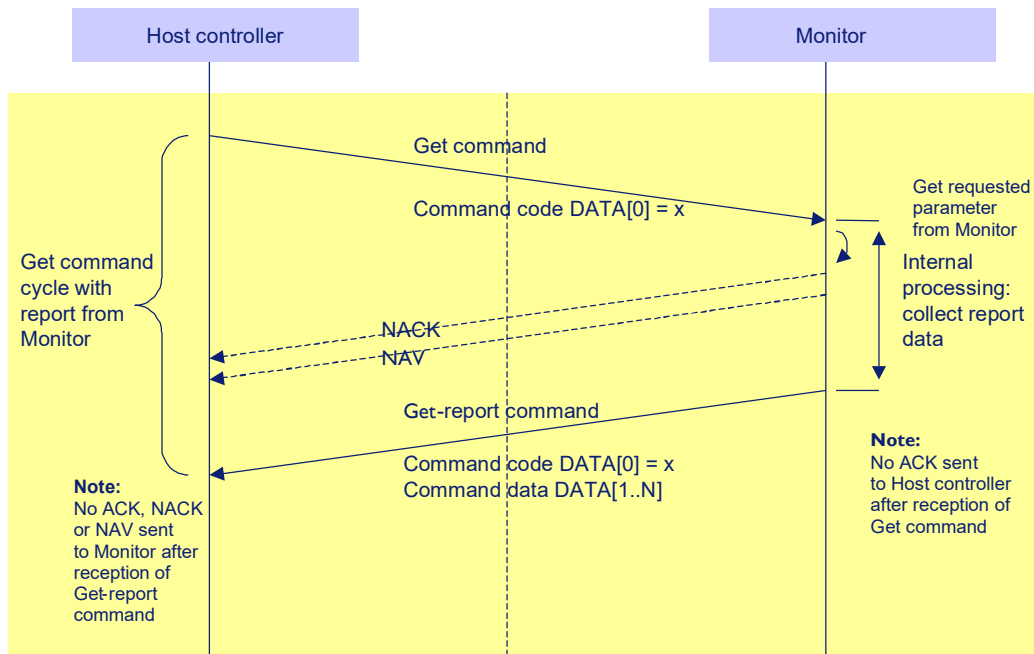 Host controller
Monitor
Get command
Command code DATA[0] = x
Get requested
parameter
from Monitor
Get command
cycle with
report from
Monitor
Internal
processing:
collect report
data
NACK
NAV
Get-report command
Command code DATA[0] = x
Command data DATA[1..N]
Note:
No ACK sent
to Host controller
after reception of
Get command
Note:
No ACK, NACK
or NAV sent
to Monitor after
reception of
Get-report
command